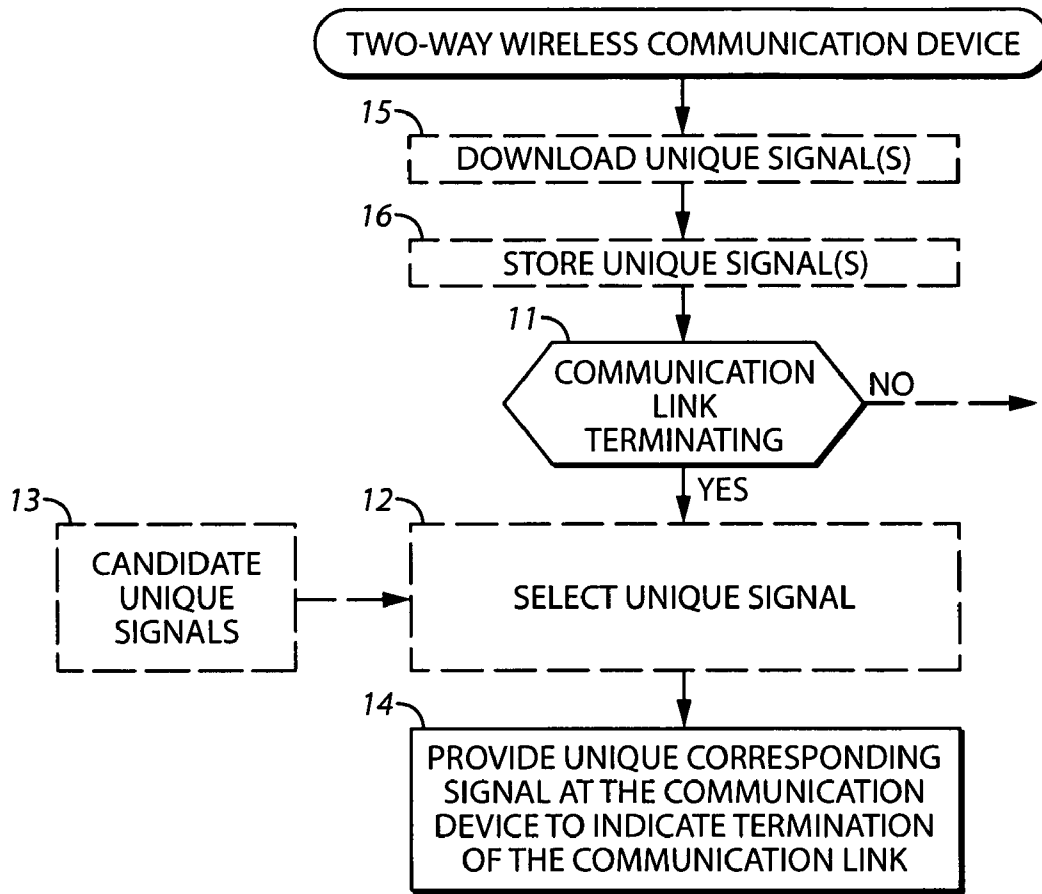 TWO-WAY WIRELESS COMMUNICATION DEVICE
15
DOWNLOAD UNIQUE SIGNAL(S)
16
STORE UNIQUE SIGNAL(S)
11
COMMUNICATION
LINK
TERMINATING
NO
YES
13
CANDIDATE
UNIQUE
SIGNALS
12
SELECT UNIQUE SIGNAL
14
PROVIDE UNIQUE CORRESPONDING
SIGNAL AT THE COMMUNICATION
DEVICE TO INDICATE TERMINATION
OF THE COMMUNICATION LINK